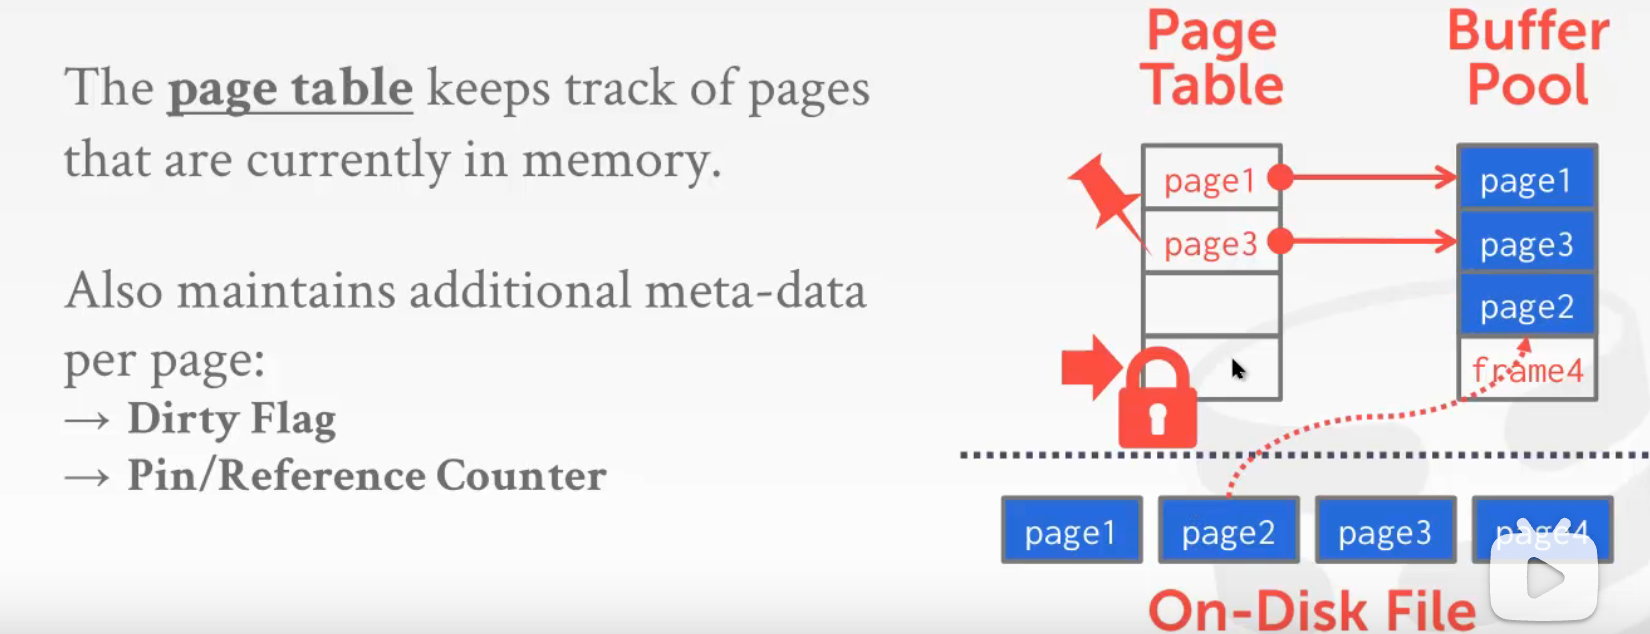 The page table keeps track of pages
that are currently in memory.
Also maintains additional meta-data
per page:
→ Dirty Flag
→ Pin/Reference Counter
Page
Table
page1
page3
Buffer
Pool
page1
page3
page2
frame4
page1 page2 page3 page4
On-Disk File